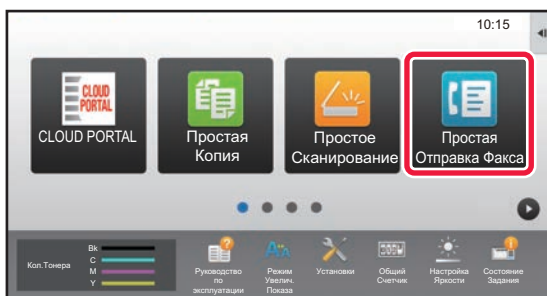 10:15
CLOUD
PORTAL
CLOUD PORTAL
Простая
Копия
Простое
Сканирование
Простая
Отправка Факса
Кол.Тонера
Bk
C
M
Y
Руководство
по
эксплуатации
Режим
Увелич.
Показа
Установки
Общий
Счетчик
Настройка
Яркости
Состояние
Задания